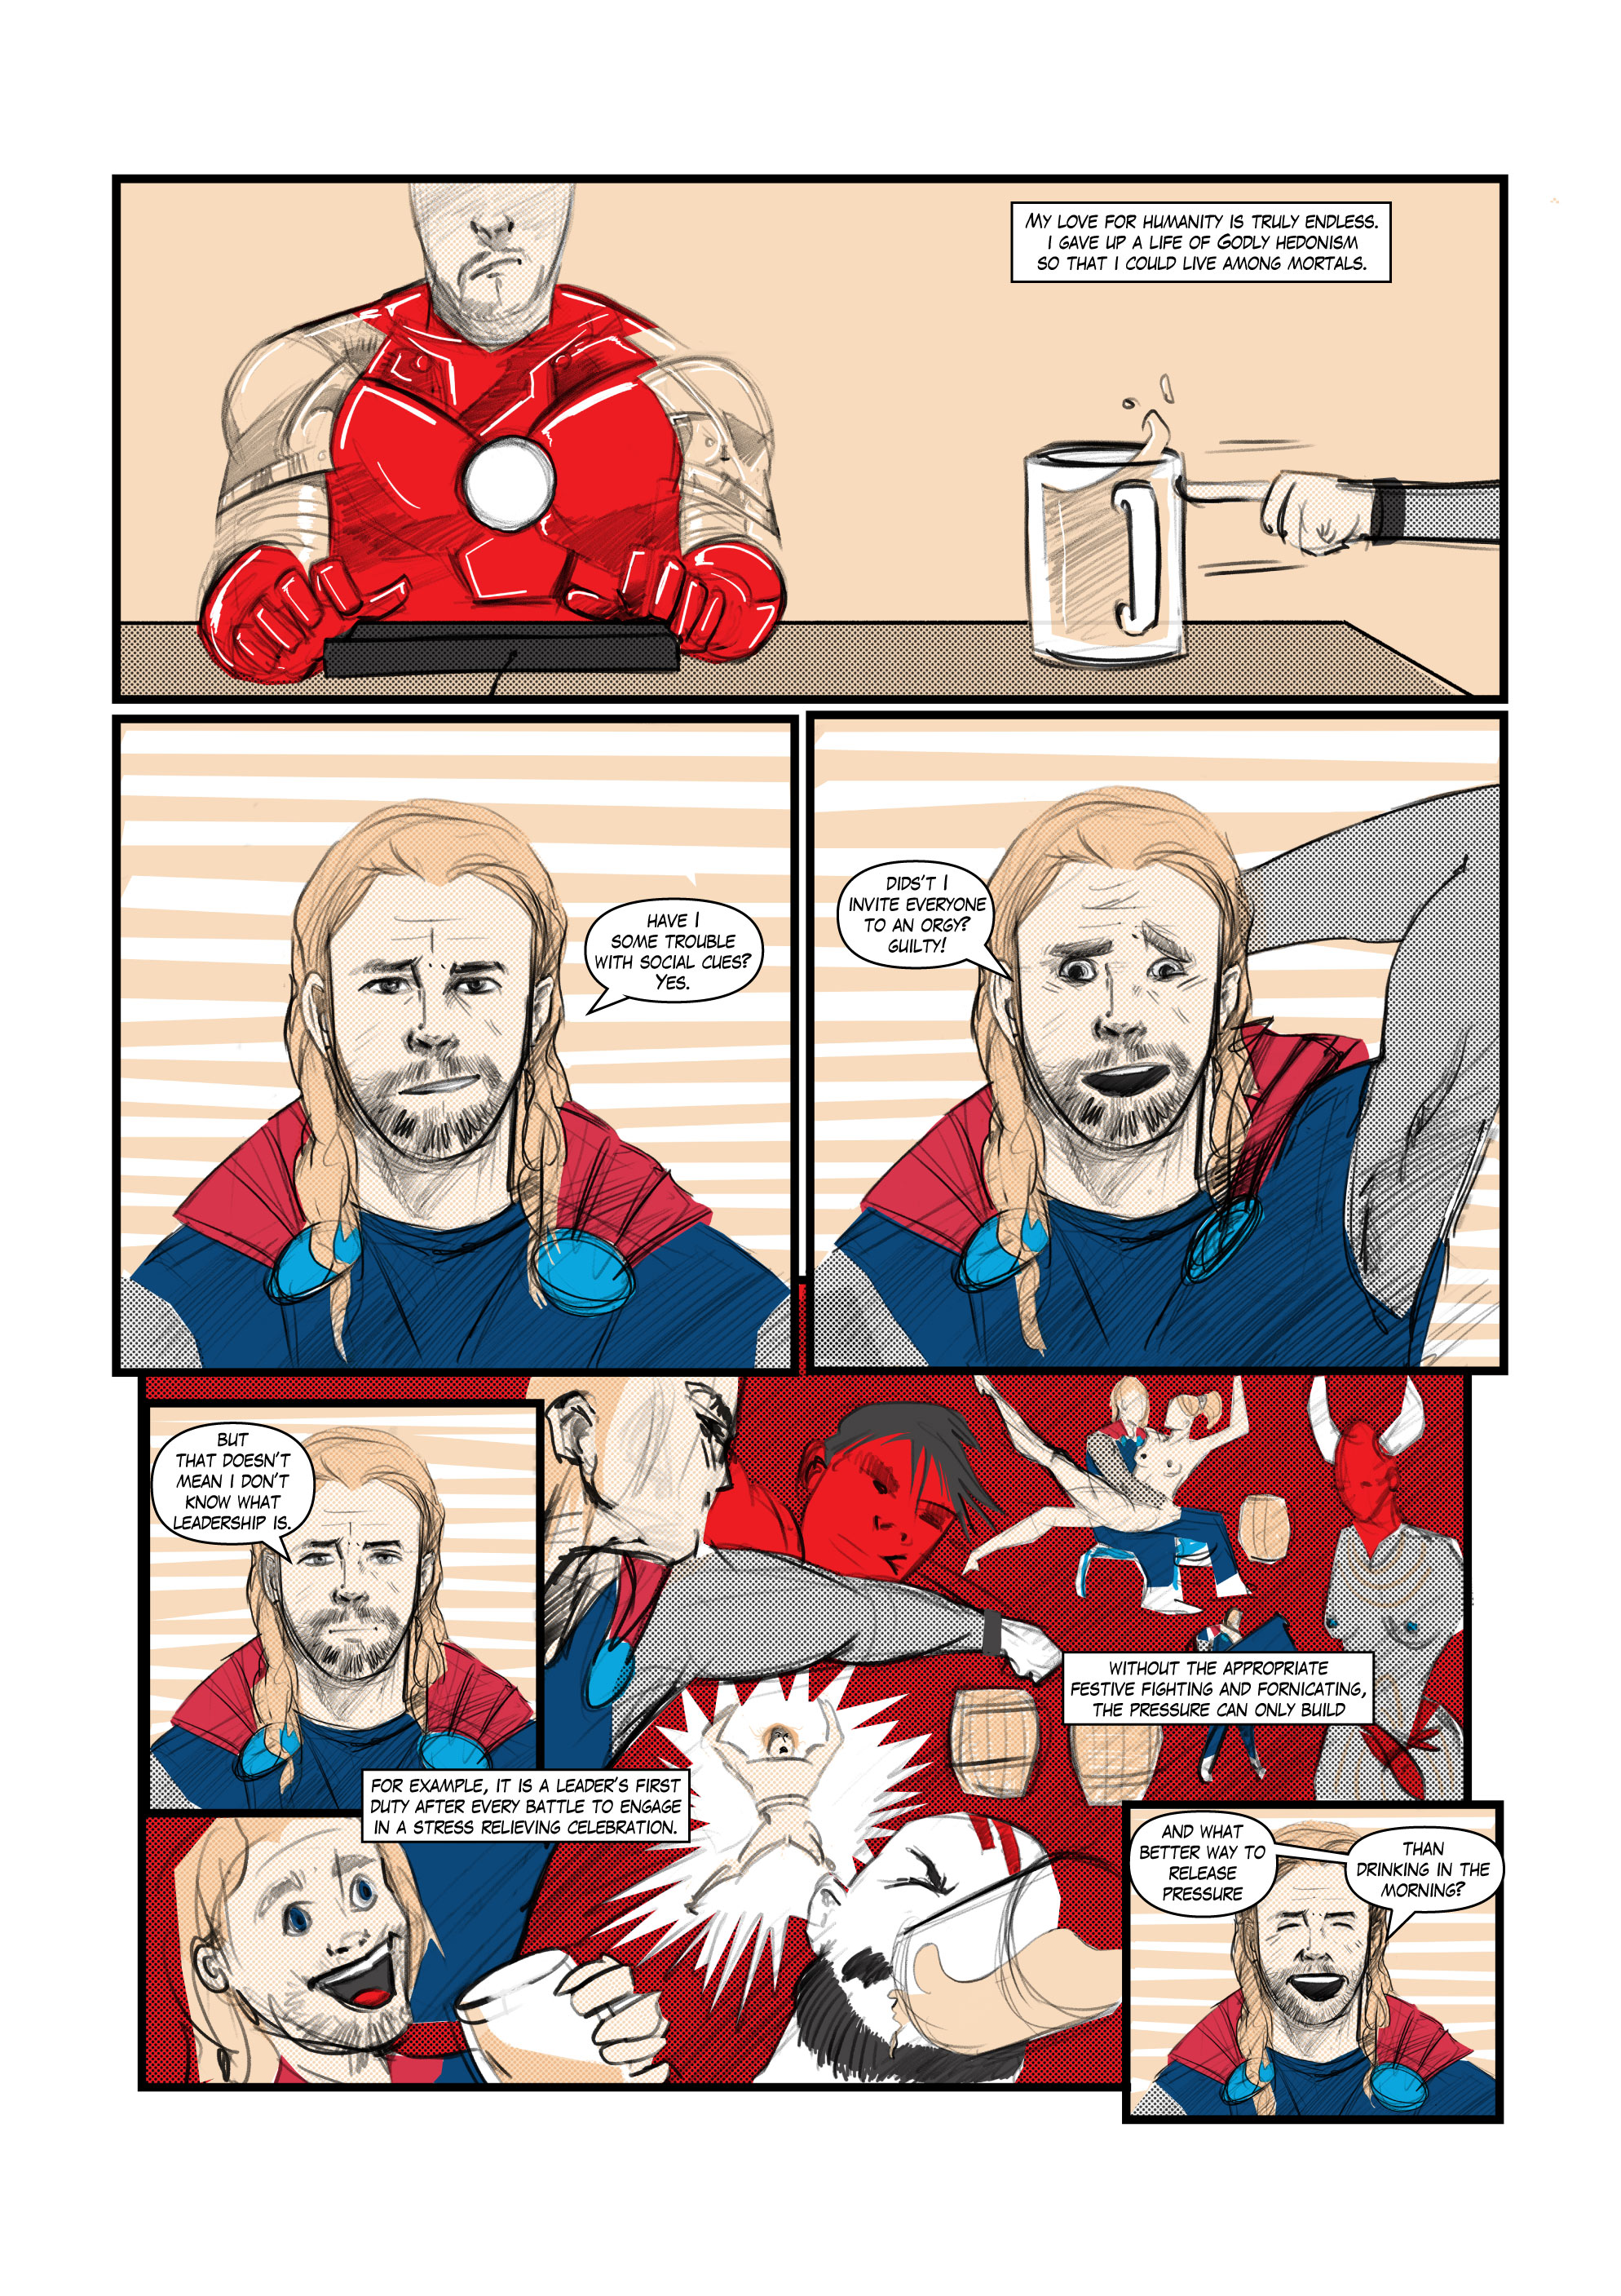 My love for humanity is truly endless.
I gave up a life of Godly hedonism
so that I could live among mortals.
have I
some trouble
with social cues?
Yes.
dids't I
invite everyone
to an orgy?
guilty!
but
that doesn't
mean I don't
know what
leadership is.
without the appropriate
festive fighting and fornicating,
the pressure can only build
for example, it is a leader's first
duty after every battle to engage
in a stress relieving celebration.
and what
better way to
release
pressure
than
drinking in the
morning?